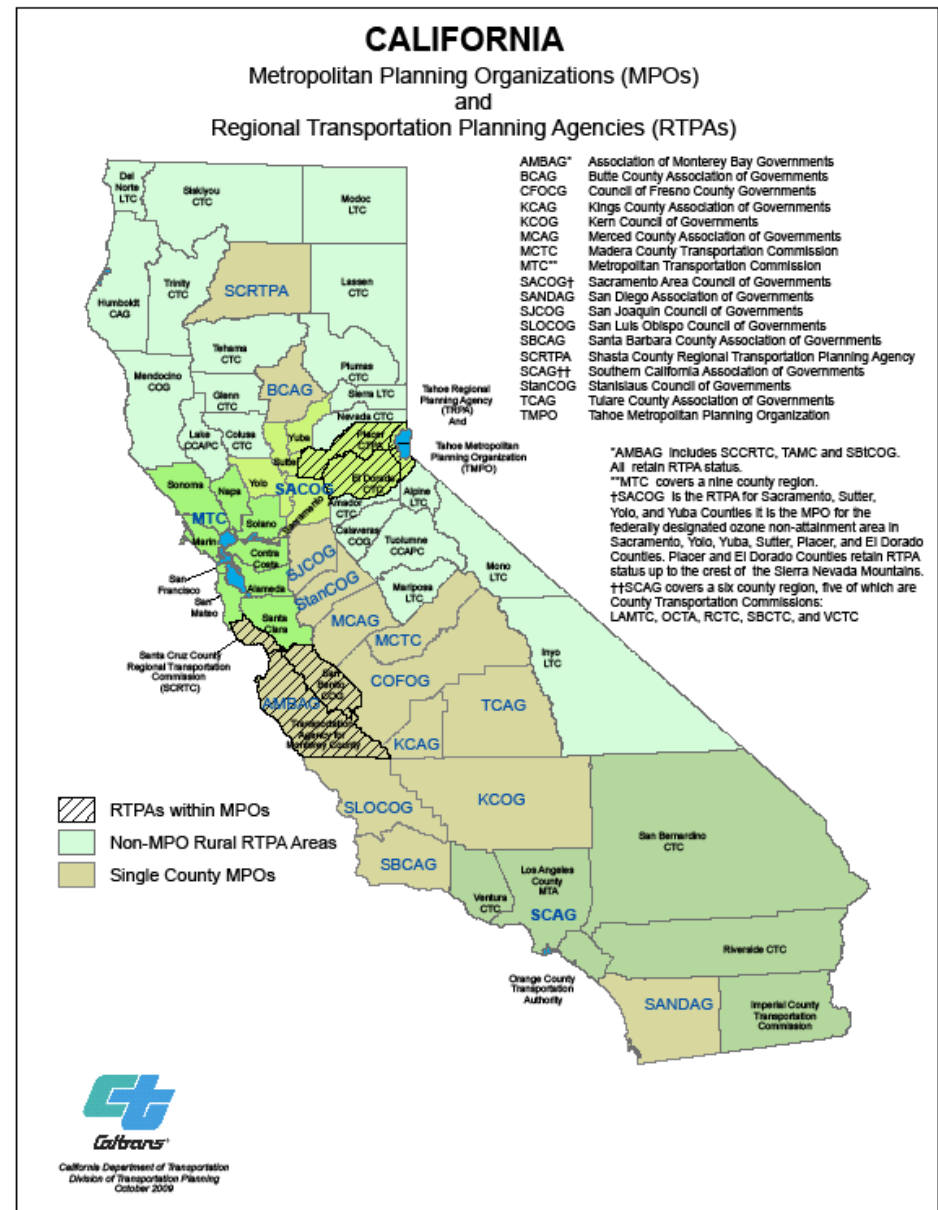 CALIFORNIA
Metropolitan Planning Organizations (MPOs)
and
Regional Transportation Planning Agencies (RTPAs)
AMBAG* Association of Monterey Bay Governments
BCAG Butte County Association of Governments
CFOCG Council of Fresno County Governments
KCAG Kings County Association of Governments
KCOG Kern Council of Governments
MCAG Merced County Association of Governments
MCTC Madera County Transportation Commission
MTC** Metropolitan Transportation Commission
SACOG† Sacramento Area Council of Governments
SANDAG San Diego Association of Governments
SJCOG San Joaquin Council of Governments
SLOCOG San Luis Obispo Council of Governments
SBCAG Santa Barbara County Association of Governments
SCRTPA Shasta County Regional Transportation Planning Agency
SCAG†† Southern California Association of Governments
StanCOG Stanislaus Council of Governments
TCAG Tulare County Association of Governments
TMPO Tahoe Metropolitan Planning Organization
*AMBAG includes SCCRTC, TAMC and SBtCOG.
All retain RTPA status.
**MTC covers a nine county region.
†SACOG is the RTPA for Sacramento, Sutter,
Yolo, and Yuba Counties it is the MPO for the
federally designated ozone non-attainment area in
Sacramento, Yolo, Yuba, Sutter, Placer, and El Dorado
Counties. Placer and El Dorado Counties retain RTPA
status up to the crest of the Sierra Nevada Mountains.
††SCAG covers a six county region, five of which are
County Transportation Commissions:
LAMTC, OCTA, RCTC, SBCTC, and VCTC
Del
Norte
LTC
Siskiyou
CTC
Modoc
LTC
Humboldt
CAG
Trinity
CTC
SCRTPA
Lassen
CTC
Tehama
CTC
Plumas
CTC
Mendocino
COG
Glenn
CTC
BCAG
Sierra LTC
Nevada CTC
Tahoe Regional
Planning Agency
(TRPA)
And
Tahoe Metropolitan
Planning Organization
(TMPO)
Lake
CCAPC
Colusa
CTC
Yuba
Sutter
Placer
CTPA
El Dorado
CTC
Sonoma
Napa
Yolo
SACOG
Sacramento
MTC
Solano
Marin
Contra
Costa
Alameda
Santa
Clara
San
Francisco
San
Mateo
Amador
CTC
Alpine
LTC
Calaveras
COG
Tuolumne
CCAPC
Mariposa
LTC
Mono
LTC
SJCOG
StanCOG
MCAG
MCTC
Inyo
LTC
Santa Cruz County
Regional Transportation
Commission
(SCRTC)
San
Benito
COG
AMBAG
Transportation
Agency for
Monterey County
COFOG
TCAG
KCAG
SLOCOG
KCOG
SBCAG
San Bernardino
CTC
Ventura
CTC
Los Angeles
County
MTA
SCAG
Riverside CTC
Orange County
Transportation
Authority
SANDAG
Imperial County
Transportation
Commission
RTPAs within MPOs
Non-MPO Rural RTPA Areas
Single County MPOs
Caltrans
California Department of Transportation
Division of Transportation Planning
October 2009